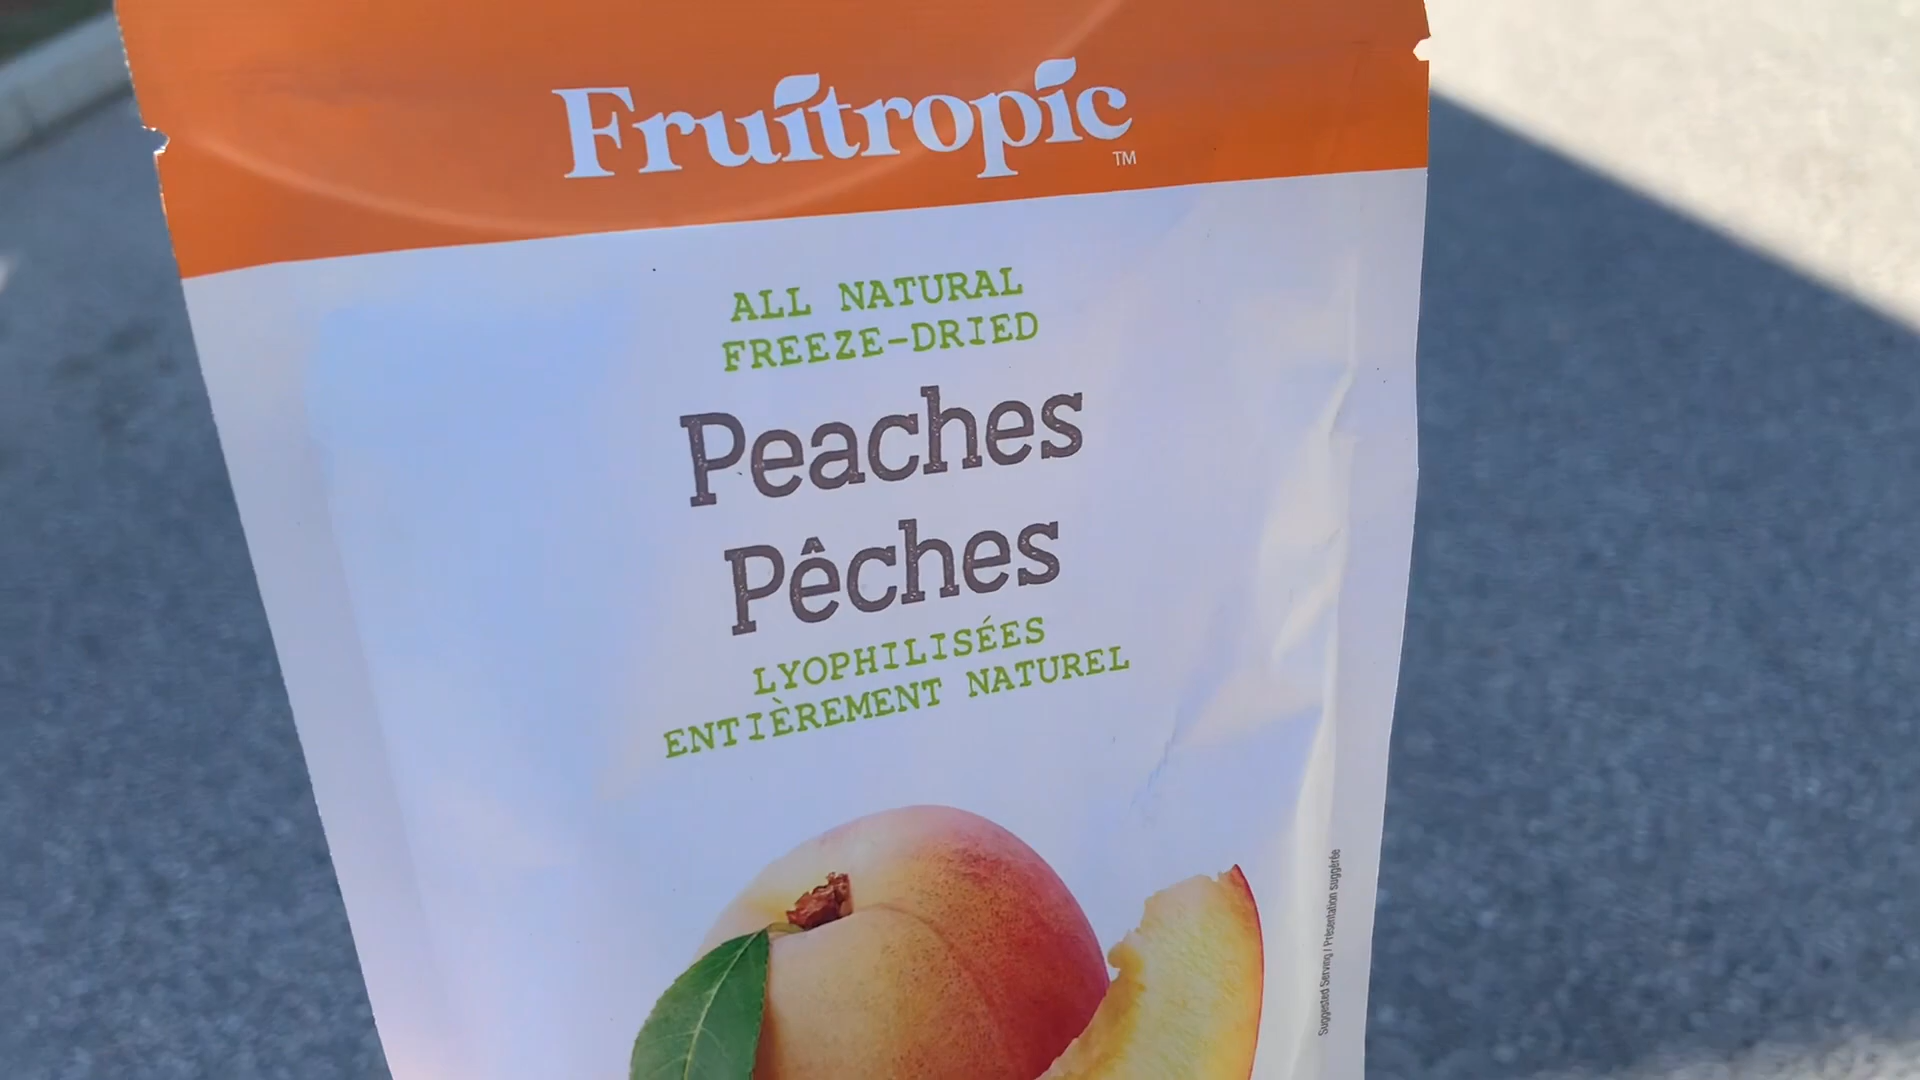 Fruitropic
TM
ALL NATURAL
FREEZE-DRIED
Peaches
Pêches
LYOPHILISÉES
ENTIÈREMENT NATUREL
Suggested Serving / Présentation suggérée